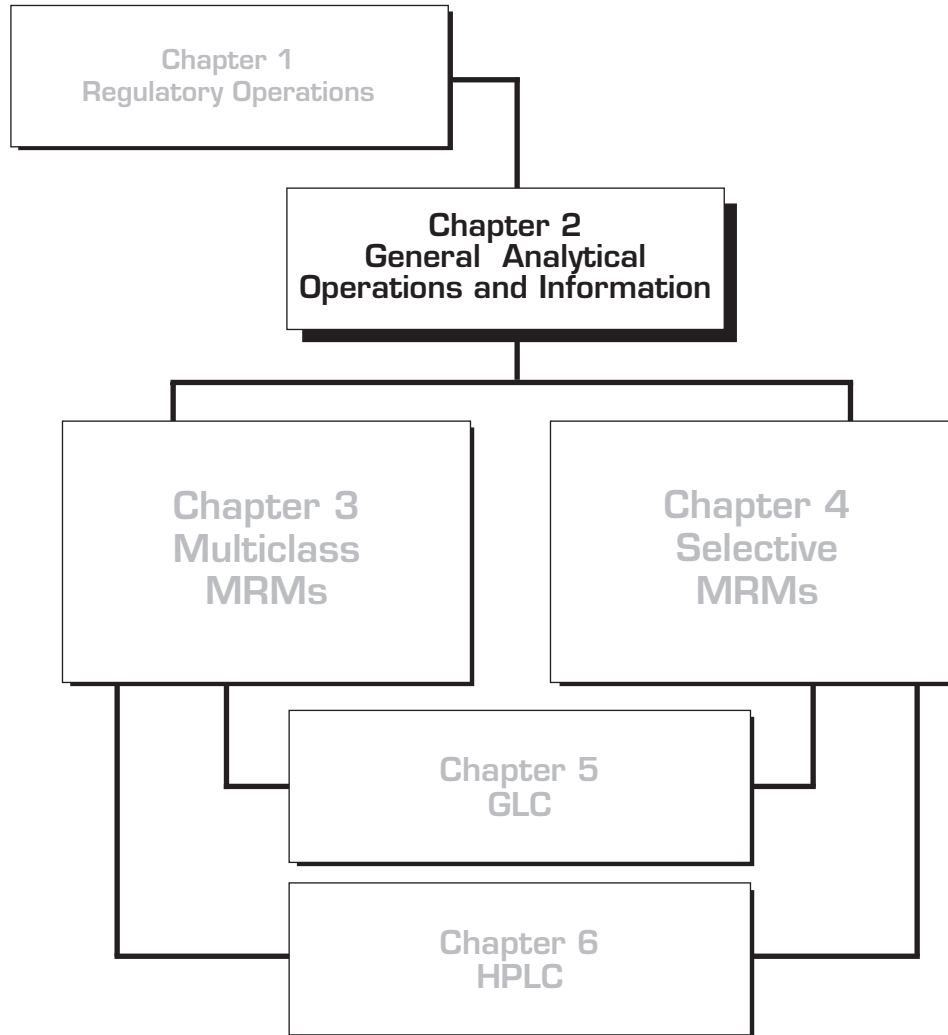 Chapter 1
Regulatory Operations
Chapter 2
General Analytical
Operations and Information
Chapter 3
Multiclass
MRMs
Chapter 4
Selective
MRMs
Chapter 5
GLC
Chapter 6
HPLC